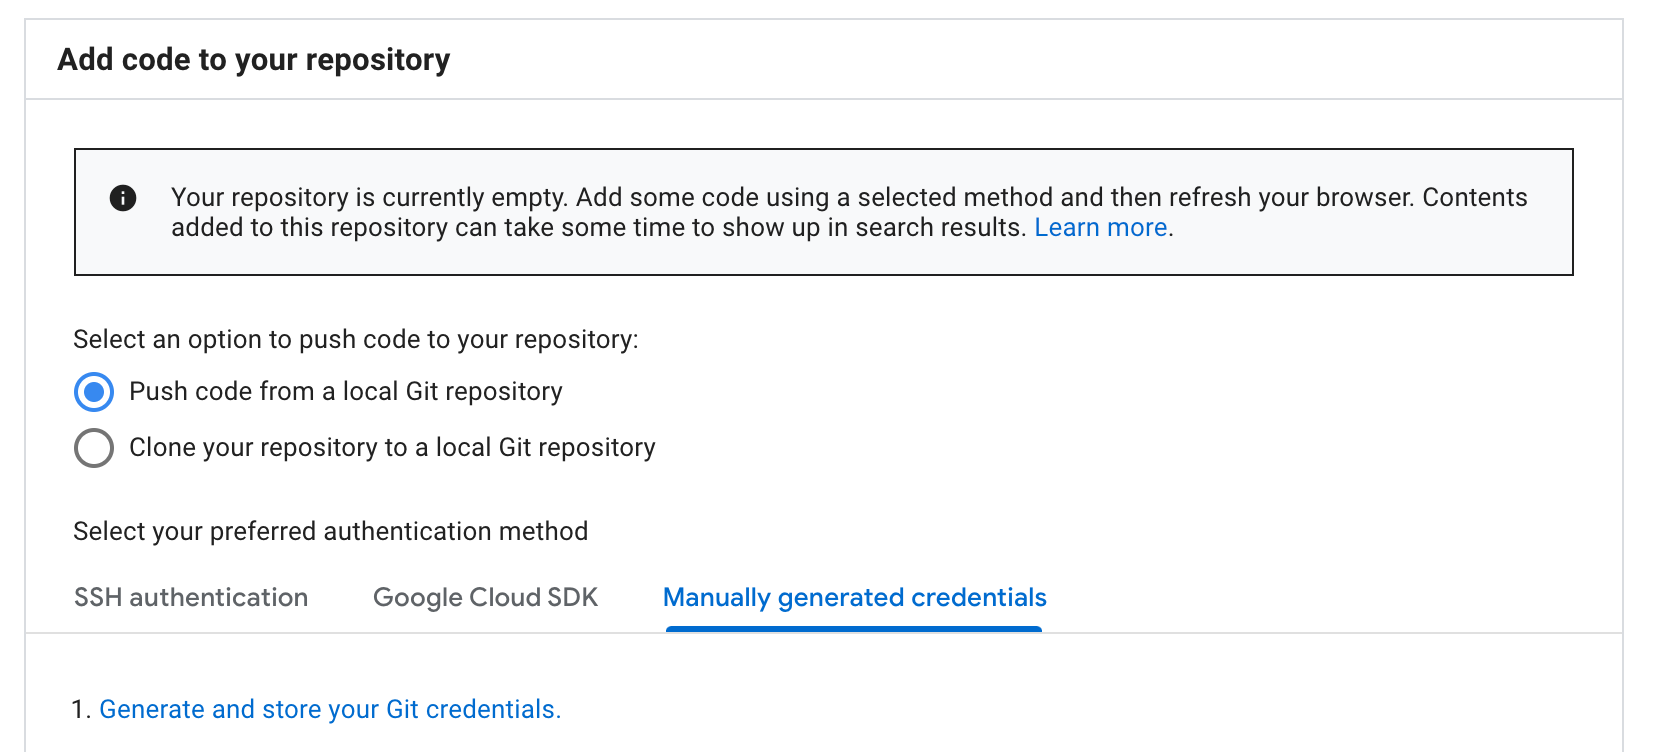 Add code to your repository
Your repository is currently empty. Add some code using a selected method and then refresh your browser. Contents
added to this repository can take some time to show up in search results. Learn more.
Select an option to push code to your repository:
Push code from a local Git repository
Clone your repository to a local Git repository
Select your preferred authentication method
SSH authentication Google Cloud SDK Manually generated credentials
1. Generate and store your Git credentials.